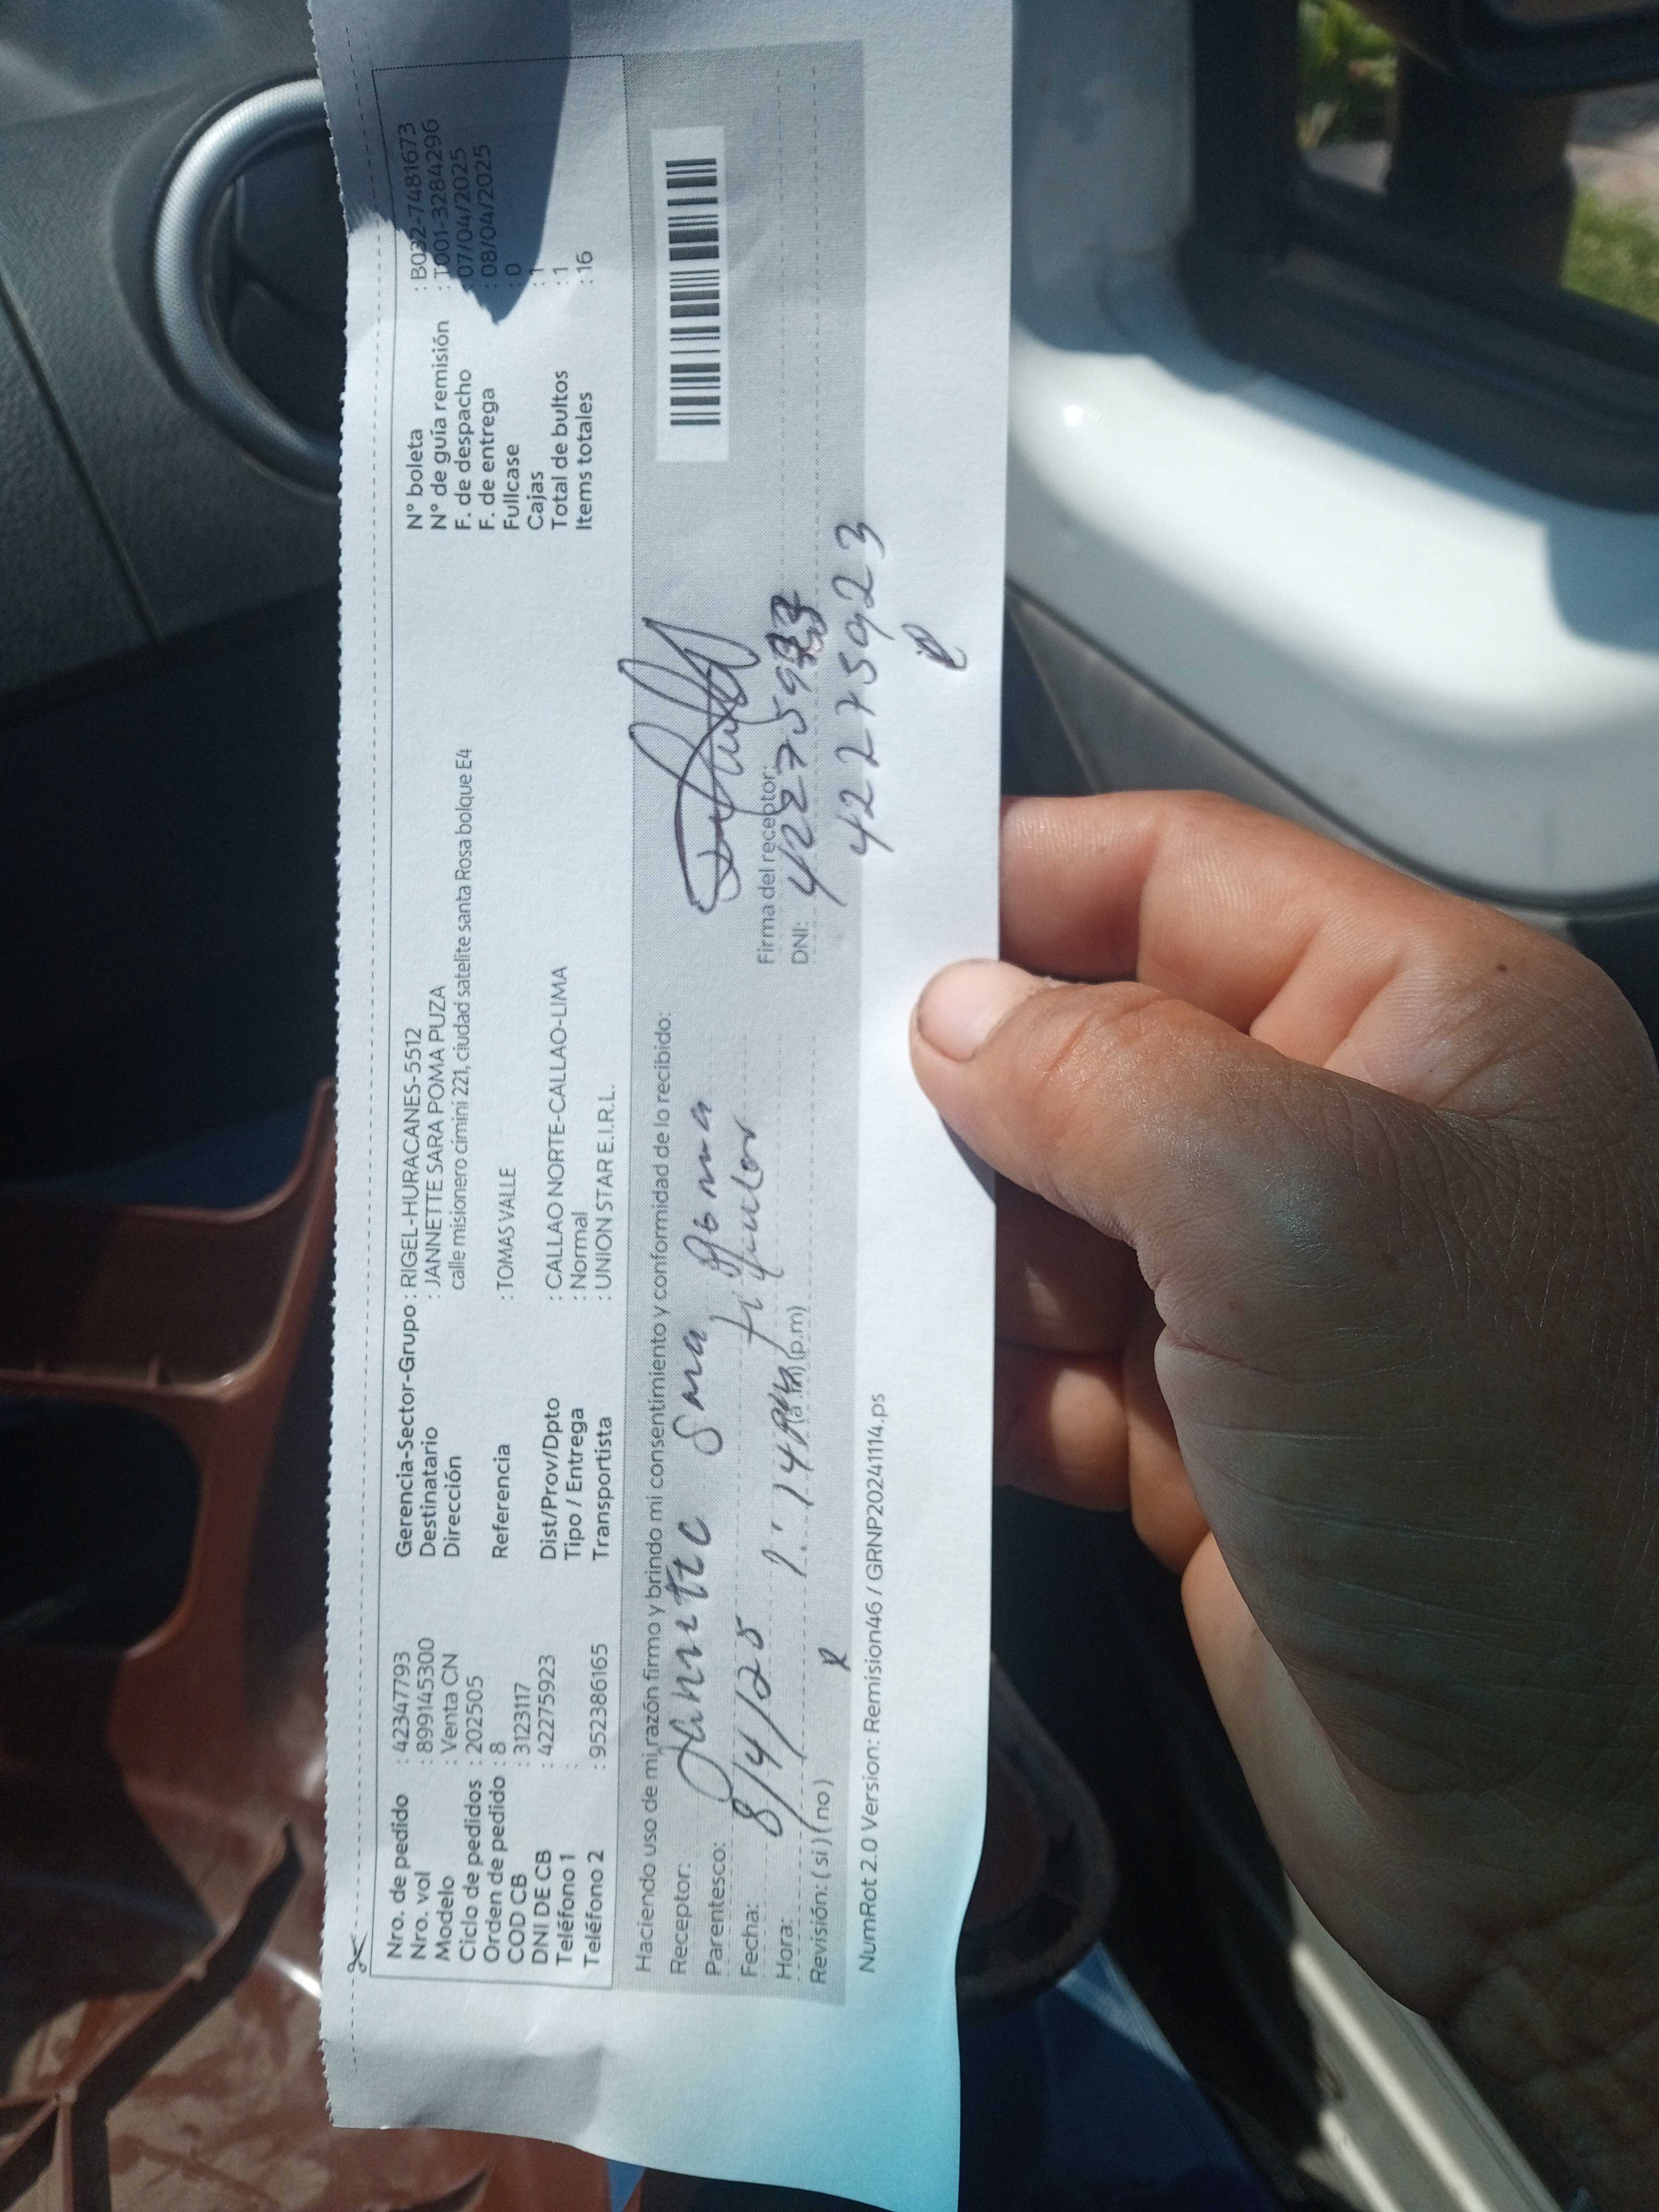 Nro. de pedido : 42347793
Nro. vol : 899145300
Modelo : Venta CN
Ciclo de pedidos : 202505
Orden de pedido : 8
COD CB : 3123117
DNI DE CB : 42275923
Teléfono 1 :
Teléfono 2 : 952386165
Gerencia-Sector-Grupo : RIGEL-HURACANES-5512
Destinatario : JANNETTE SARA POMA PUZA
Dirección calle misionero cimini 221, ciudad satelite santa Rosa bolque E4
Referencia : TOMAS VALLE
Dist/Prov/Dpto : CALLAO NORTE-CALLAO-LIMA
Tipo / Entrega : Normal
Transportista : UNION STAR E.I.R.L.
N° boleta : B032-7481673
N° de guía remisión : T001-3284296
F. de despacho : 07/04/2025
F. de entrega : 08/04/2025
Fullcase : 0
Cajas : 1
Total de bultos : 1
Items totales : 16
Haciendo uso de mi razón firmo y brindo mi consentimiento y conformidad de lo recibido:
Receptor: Sara Poma
Parentesco:
Fecha: 8/4/25
Hora: (a.m) (p.m)
Revisión: ( si ) ( no )
Firma del receptor:
DNI: 422759
42275923
NumRot 2.0 Version: Remision46 / GRNP20241114.ps